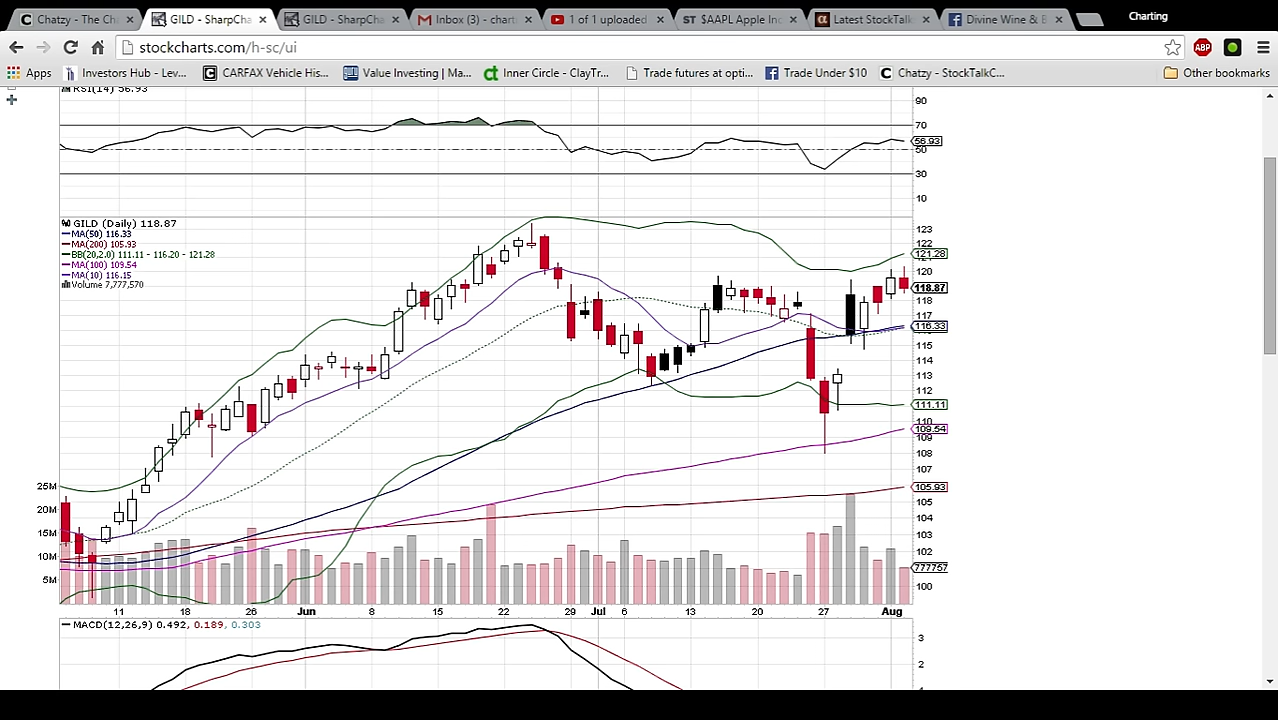 C Chatzy - The Cha
GILD - SharpCha
GILD - SharpCha
Inbox (3) - charti
1 of 1 uploaded
ST $AAPL Apple Inc
Latest StockTalk
Divine Wine & B
Charting
stockcharts.com/h-sc/ui
ABP
Apps
Investors Hub - Lev...
CARFAX Vehicle His...
Value Investing | Ma...
Inner Circle - ClayTr...
Trade futures & opti...
Trade Under $10
Chatzy - StockTalkC...
Other bookmarks
RSI(14) 56.93
90
70
56.93
50
30
10
GILD (Daily) 118.87
MA(50) 116.33
MA(200) 105.93
BB(20,2.0) 111.11 - 116.20 - 121.28
MA(100) 109.54
MA(10) 116.15
Volume 7,777,570
123
122
121.28
120
118.87
118
117
116.33
115
114
113
112
111.11
110
109.54
109
108
107
105.93
105
104
103
102
777757
100
25M
20M
15M
10M
5M
11 18 26 Jun 8 15 22 29 Jul 6 13 20 27 Aug
MACD(12,26,9) 0.492, 0.189, 0.303
3
2